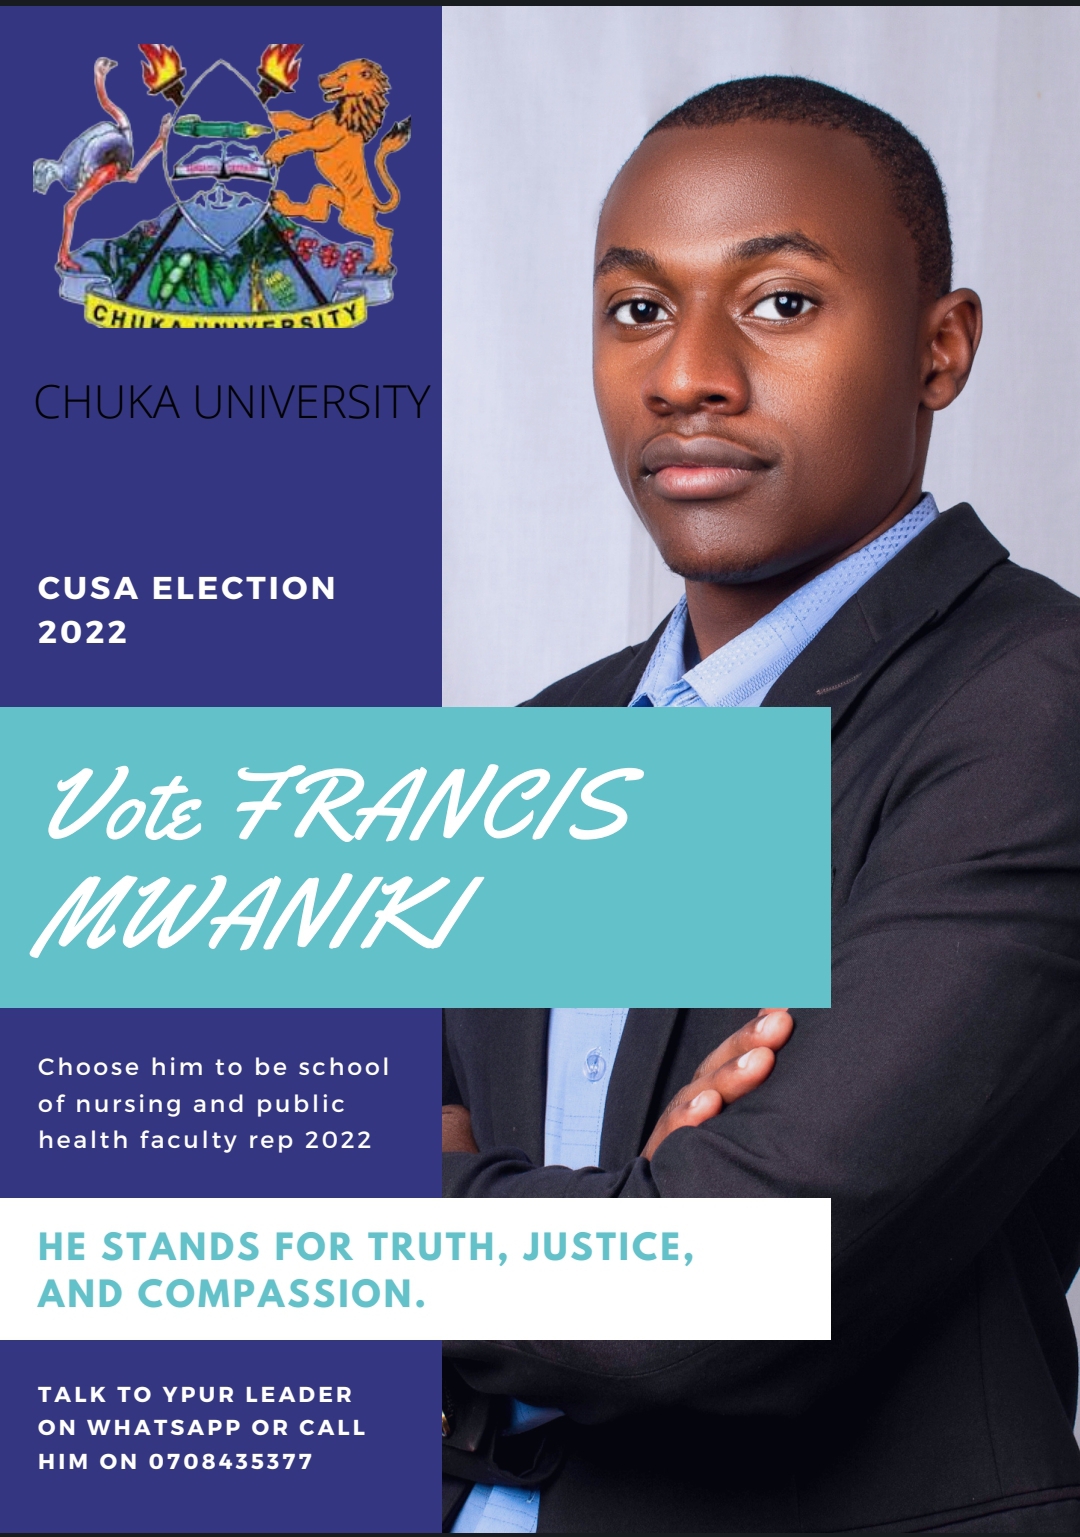 CHUKA UNIVERSITY
CHUKA UNIVERSITY
CUSA ELECTION
2022
Vote FRANCIS
MWANIKI
Choose him to be school
of nursing and public
health faculty rep 2022
HE STANDS FOR TRUTH, JUSTICE,
AND COMPASSION.
TALK TO YPUR LEADER
ON WHATSAPP OR CALL
HIM ON 0708435377